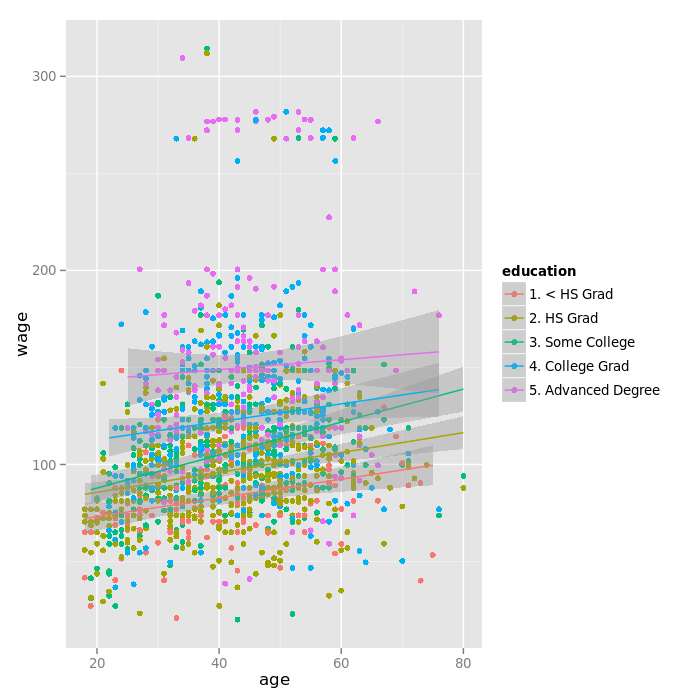 300
200
100
wage
20 40 60 80
age
education
1. < HS Grad
2. HS Grad
3. Some College
4. College Grad
5. Advanced Degree